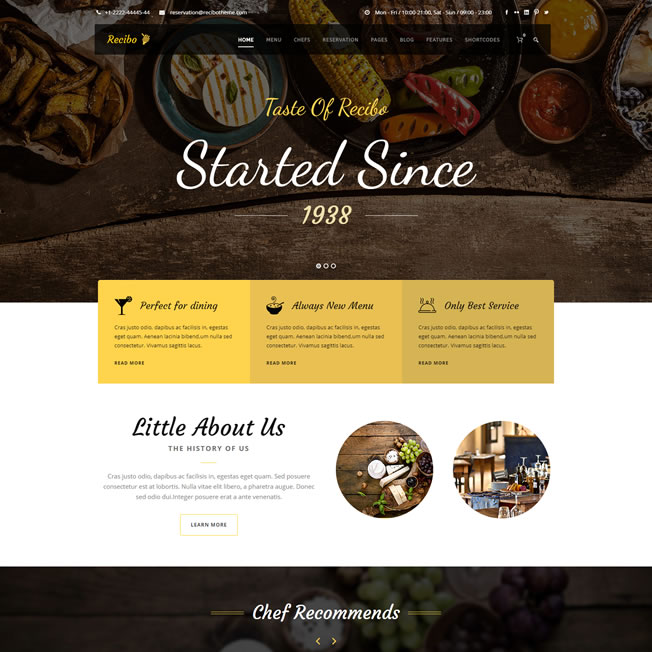 +1-2222-44445-44 reservation@recibotheme.com Mon - Fri / 10:00-21:00, Sat - Sun / 09:00 - 23:00
Recibo HOME MENU CHEFS RESERVATION PAGES BLOG FEATURES SHORTCODES 0
Taste Of Recibo
Started Since
1938
Perfect for dining
Cras justo odio, dapibus ac facilisis in, egestas
eget quam. Aenean lacinia bibend.um nulla sed
consectetur. Vivamus sagittis lacus.
READ MORE
Always New Menu
Cras justo odio, dapibus ac facilisis in, egestas
eget quam. Aenean lacinia bibend.um nulla sed
consectetur. Vivamus sagittis lacus.
READ MORE
Only Best Service
Cras justo odio, dapibus ac facilisis in, egestas
eget quam. Aenean lacinia bibend.um nulla sed
consectetur. Vivamus sagittis lacus.
READ MORE
Little About Us
THE HISTORY OF US
Cras justo odio, dapibus ac facilisis in, egestas eget quam. Sed posuere
consectetur est at lobortis. Nulla vitae elit libero, a pharetra augue. Donec
sed odio dui.Integer posuere erat a ante venenatis.
LEARN MORE
Chef Recommends